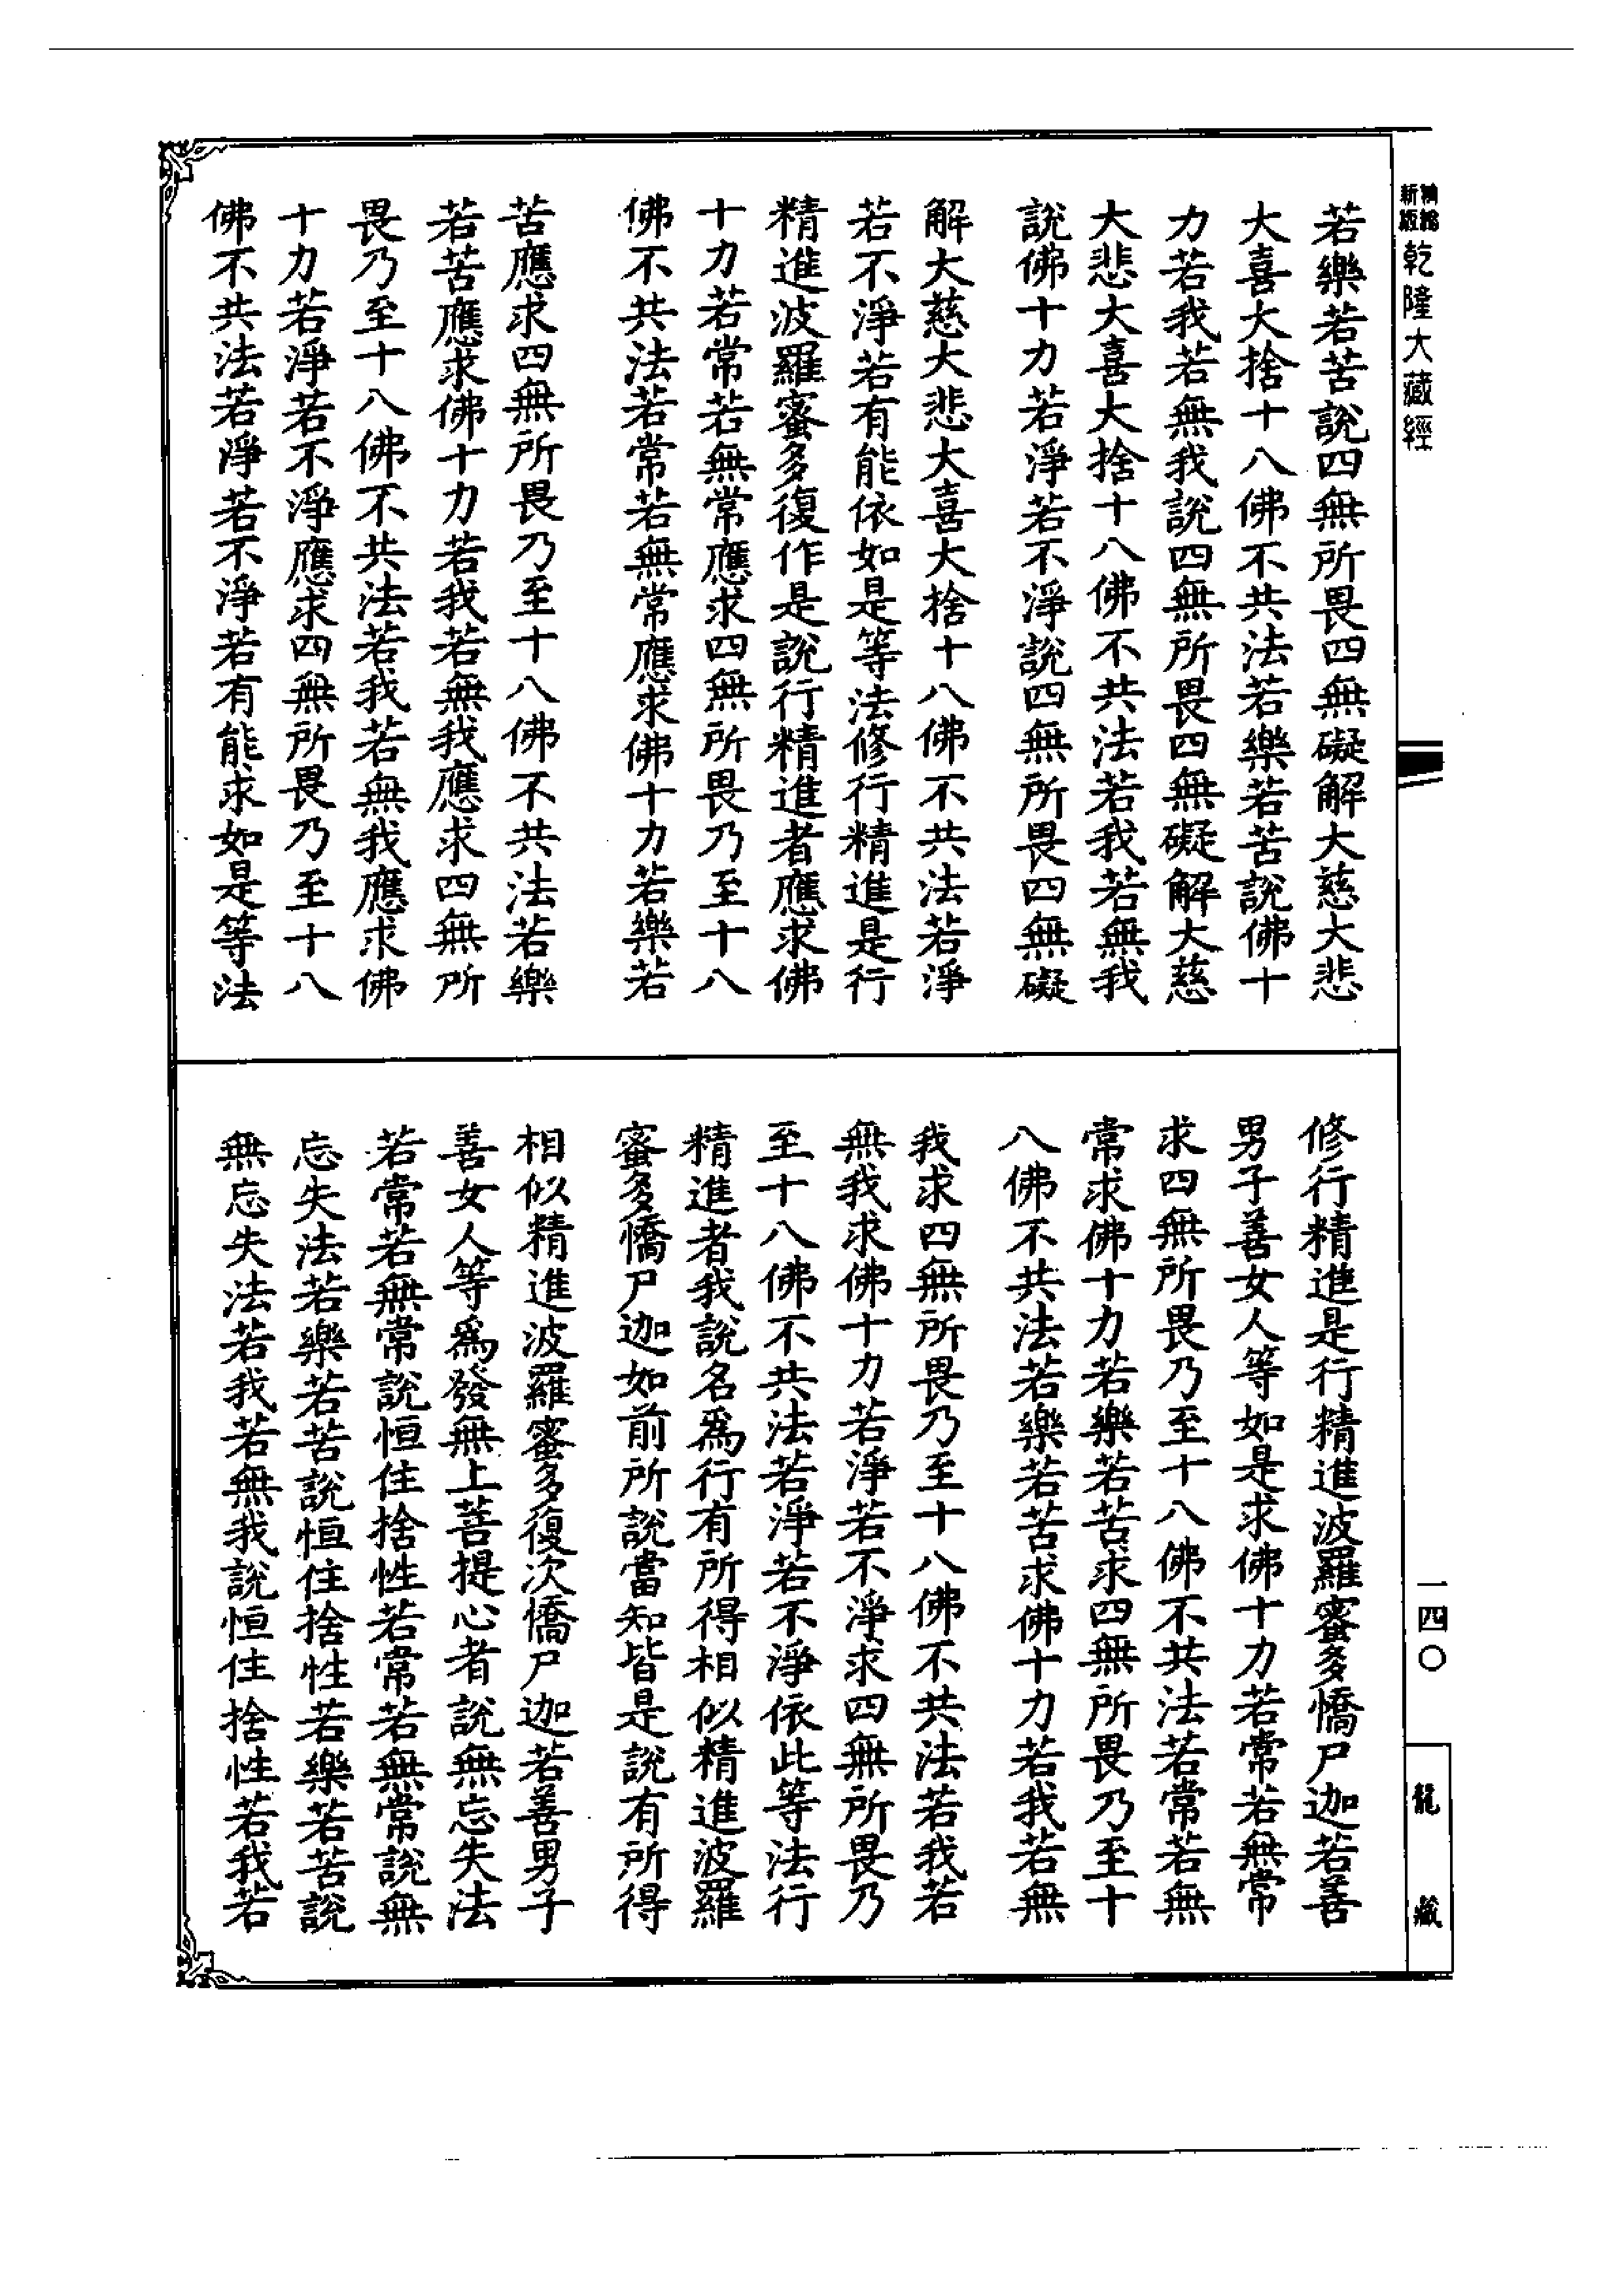 新版
精縮
乾隆大藏經
若樂若苦說四無所畏四無礙解大慈大悲
大喜大捨十八佛不共法若樂若苦說佛十
力若我若無我說四無所畏四無礙解大慈
大悲大喜大捨十八佛不共法若我若無我
說佛十力若淨若不淨說四無所畏四無礙
解大慈大悲大喜大捨十八佛不共法若淨
若不淨若有能依如是等法修行精進是行
精進波羅蜜多復作是說行精進者應求佛
十力若常若無常應求四無所畏乃至十八
佛不共法若常若無常應求佛十力若樂若
苦應求四無所畏乃至十八佛不共法若樂
若苦應求佛十力若我若無我應求四無所
畏乃至十八佛不共法若我若無我應求佛
十力若淨若不淨應求四無所畏乃至十八
佛不共法若淨若不淨若有能求如是等法
修行精進是行精進波羅蜜多憍尸迦若善
男子善女人等如是求佛十力若常若無常
求四無所畏乃至十八佛不共法若常若無
常求佛十力若樂若苦求四無所畏乃至十
八佛不共法若樂若苦求佛十力若我若無
我求四無所畏乃至十八佛不共法若我若
無我求佛十力若淨若不淨求四無所畏乃
至十八佛不共法若淨若不淨依此等法行
精進者我說名爲行有所得相似精進波羅
蜜多憍尸迦如前所說當知皆是說有所得
相似精進波羅蜜多復次憍尸迦若善男子
善女人等爲發無上菩提心者說無忘失法
若常若無常說恒住捨性若常若無常說無
忘失法若樂若苦說恒住捨性若樂若苦說
無忘失法若我若無我說恒住捨性若我若
一四〇
龍藏